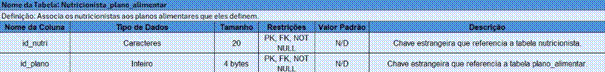 Nome da Tabela: Nutricionista_plano_alimentar
Definição: Associa os nutricionistas aos planos alimentares que eles definem.
Nome da Coluna Tipo de Dados Tamanho Restrições Valor Padrão Descrição
id_nutri Caracteres 20 PK, FK, NOT NULL N/D Chave estrangeira que referencia a tabela nutricionista.
id_plano Inteiro 4 bytes PK, FK, NOT NULL N/D Chave estrangeira que referencia a tabela plano_alimentar.